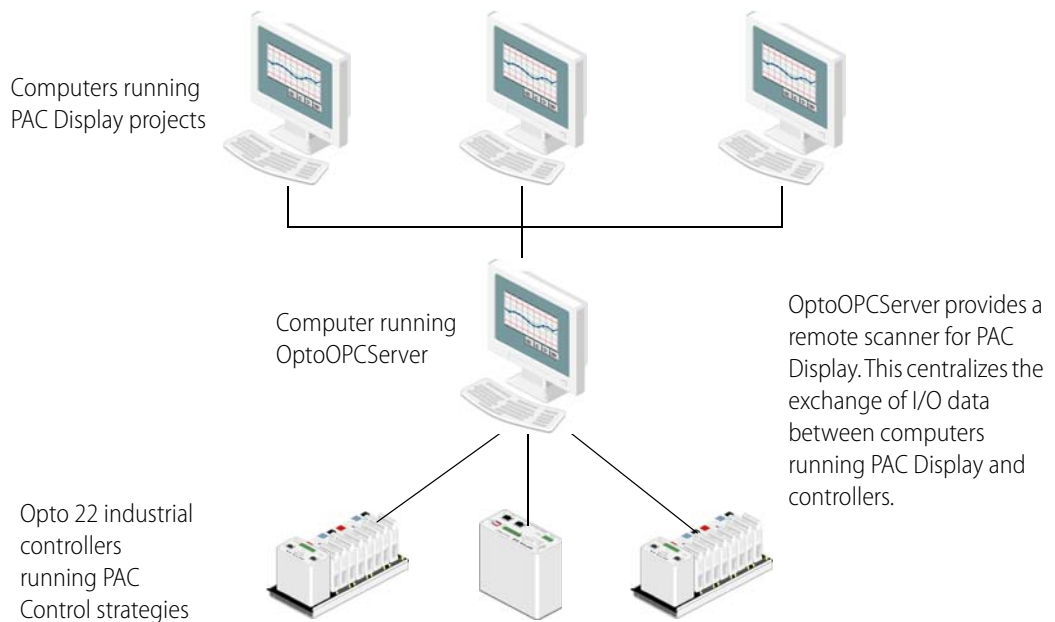 Computers running
PAC Display projects
Computer running
OptoOPCServer
OptoOPCServer provides a
remote scanner for PAC
Display. This centralizes the
exchange of I/O data
between computers
running PAC Display and
controllers.
Opto 22 industrial
controllers
running PAC
Control strategies